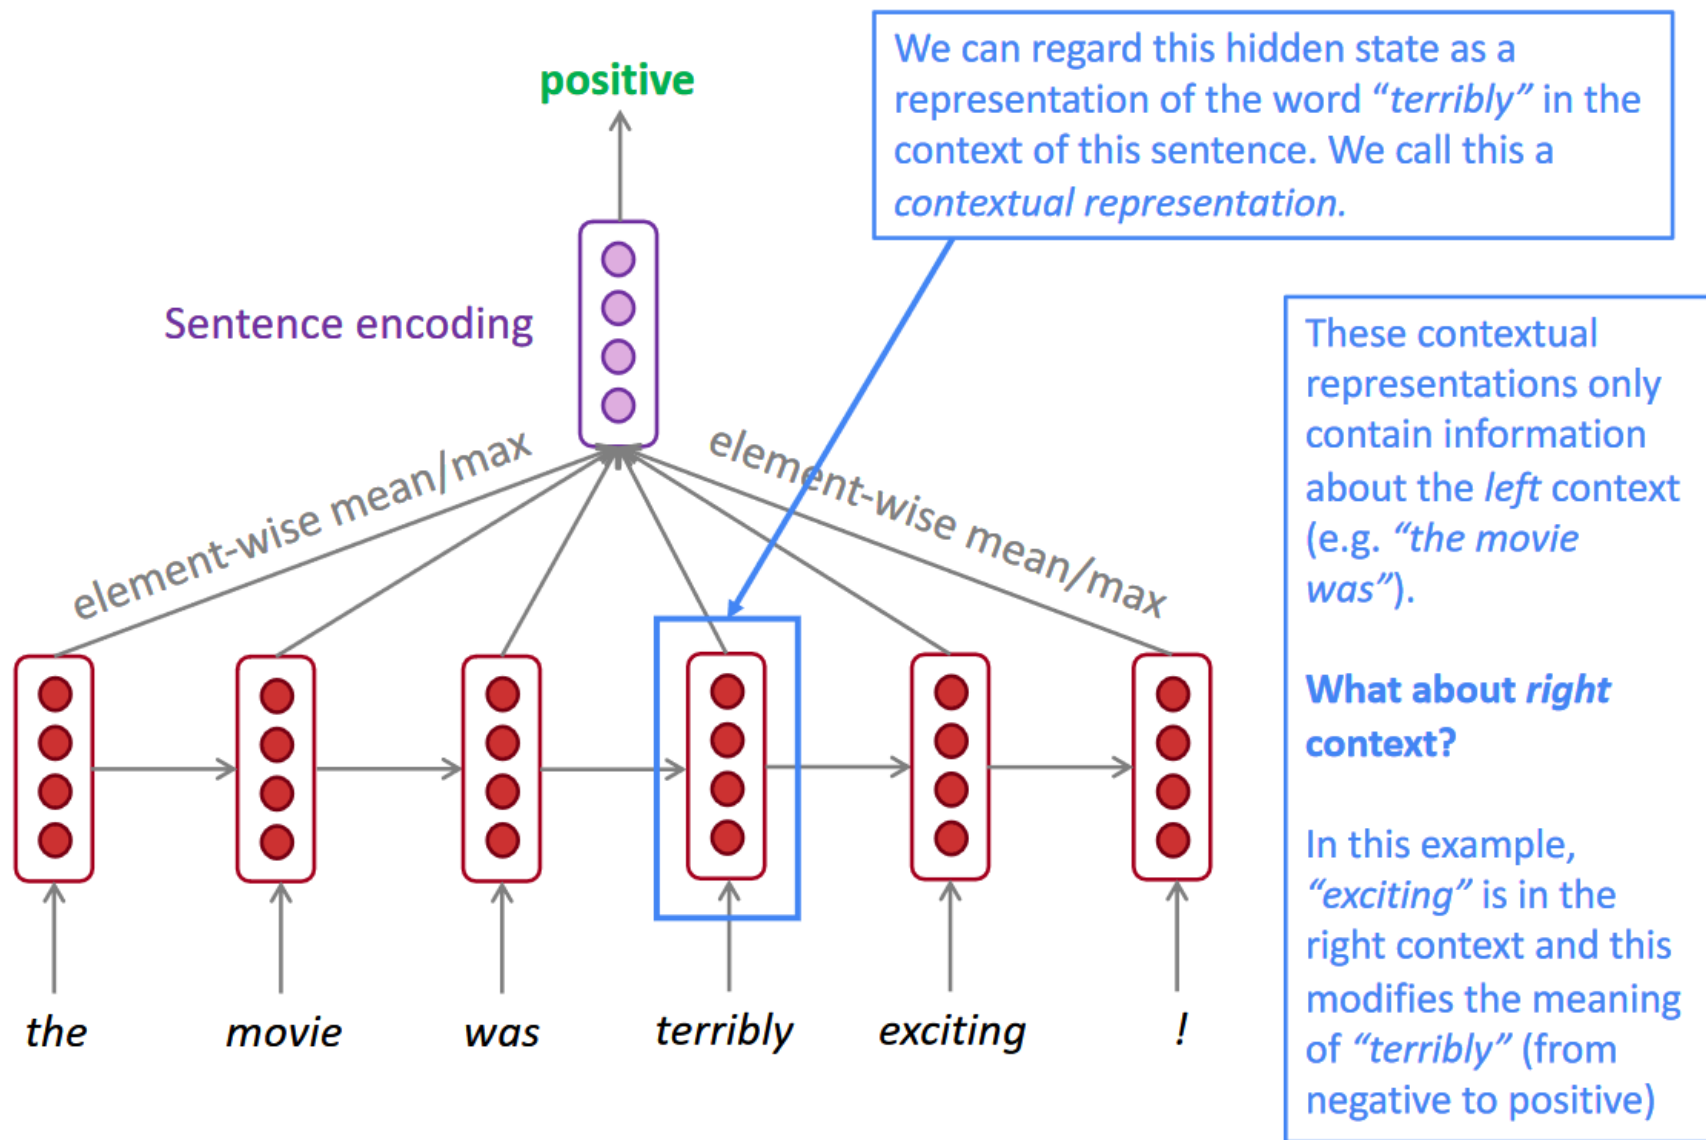 We can regard this hidden state as a
representation of the word “terribly” in the
context of this sentence. We call this a
contextual representation.
positive
Sentence encoding
element-wise mean/max
element-wise mean/max
These contextual
representations only
contain information
about the left context
(e.g. “the movie
was”).
What about right
context?
In this example,
“exciting” is in the
right context and this
modifies the meaning
of “terribly” (from
negative to positive)
the movie was terribly exciting !